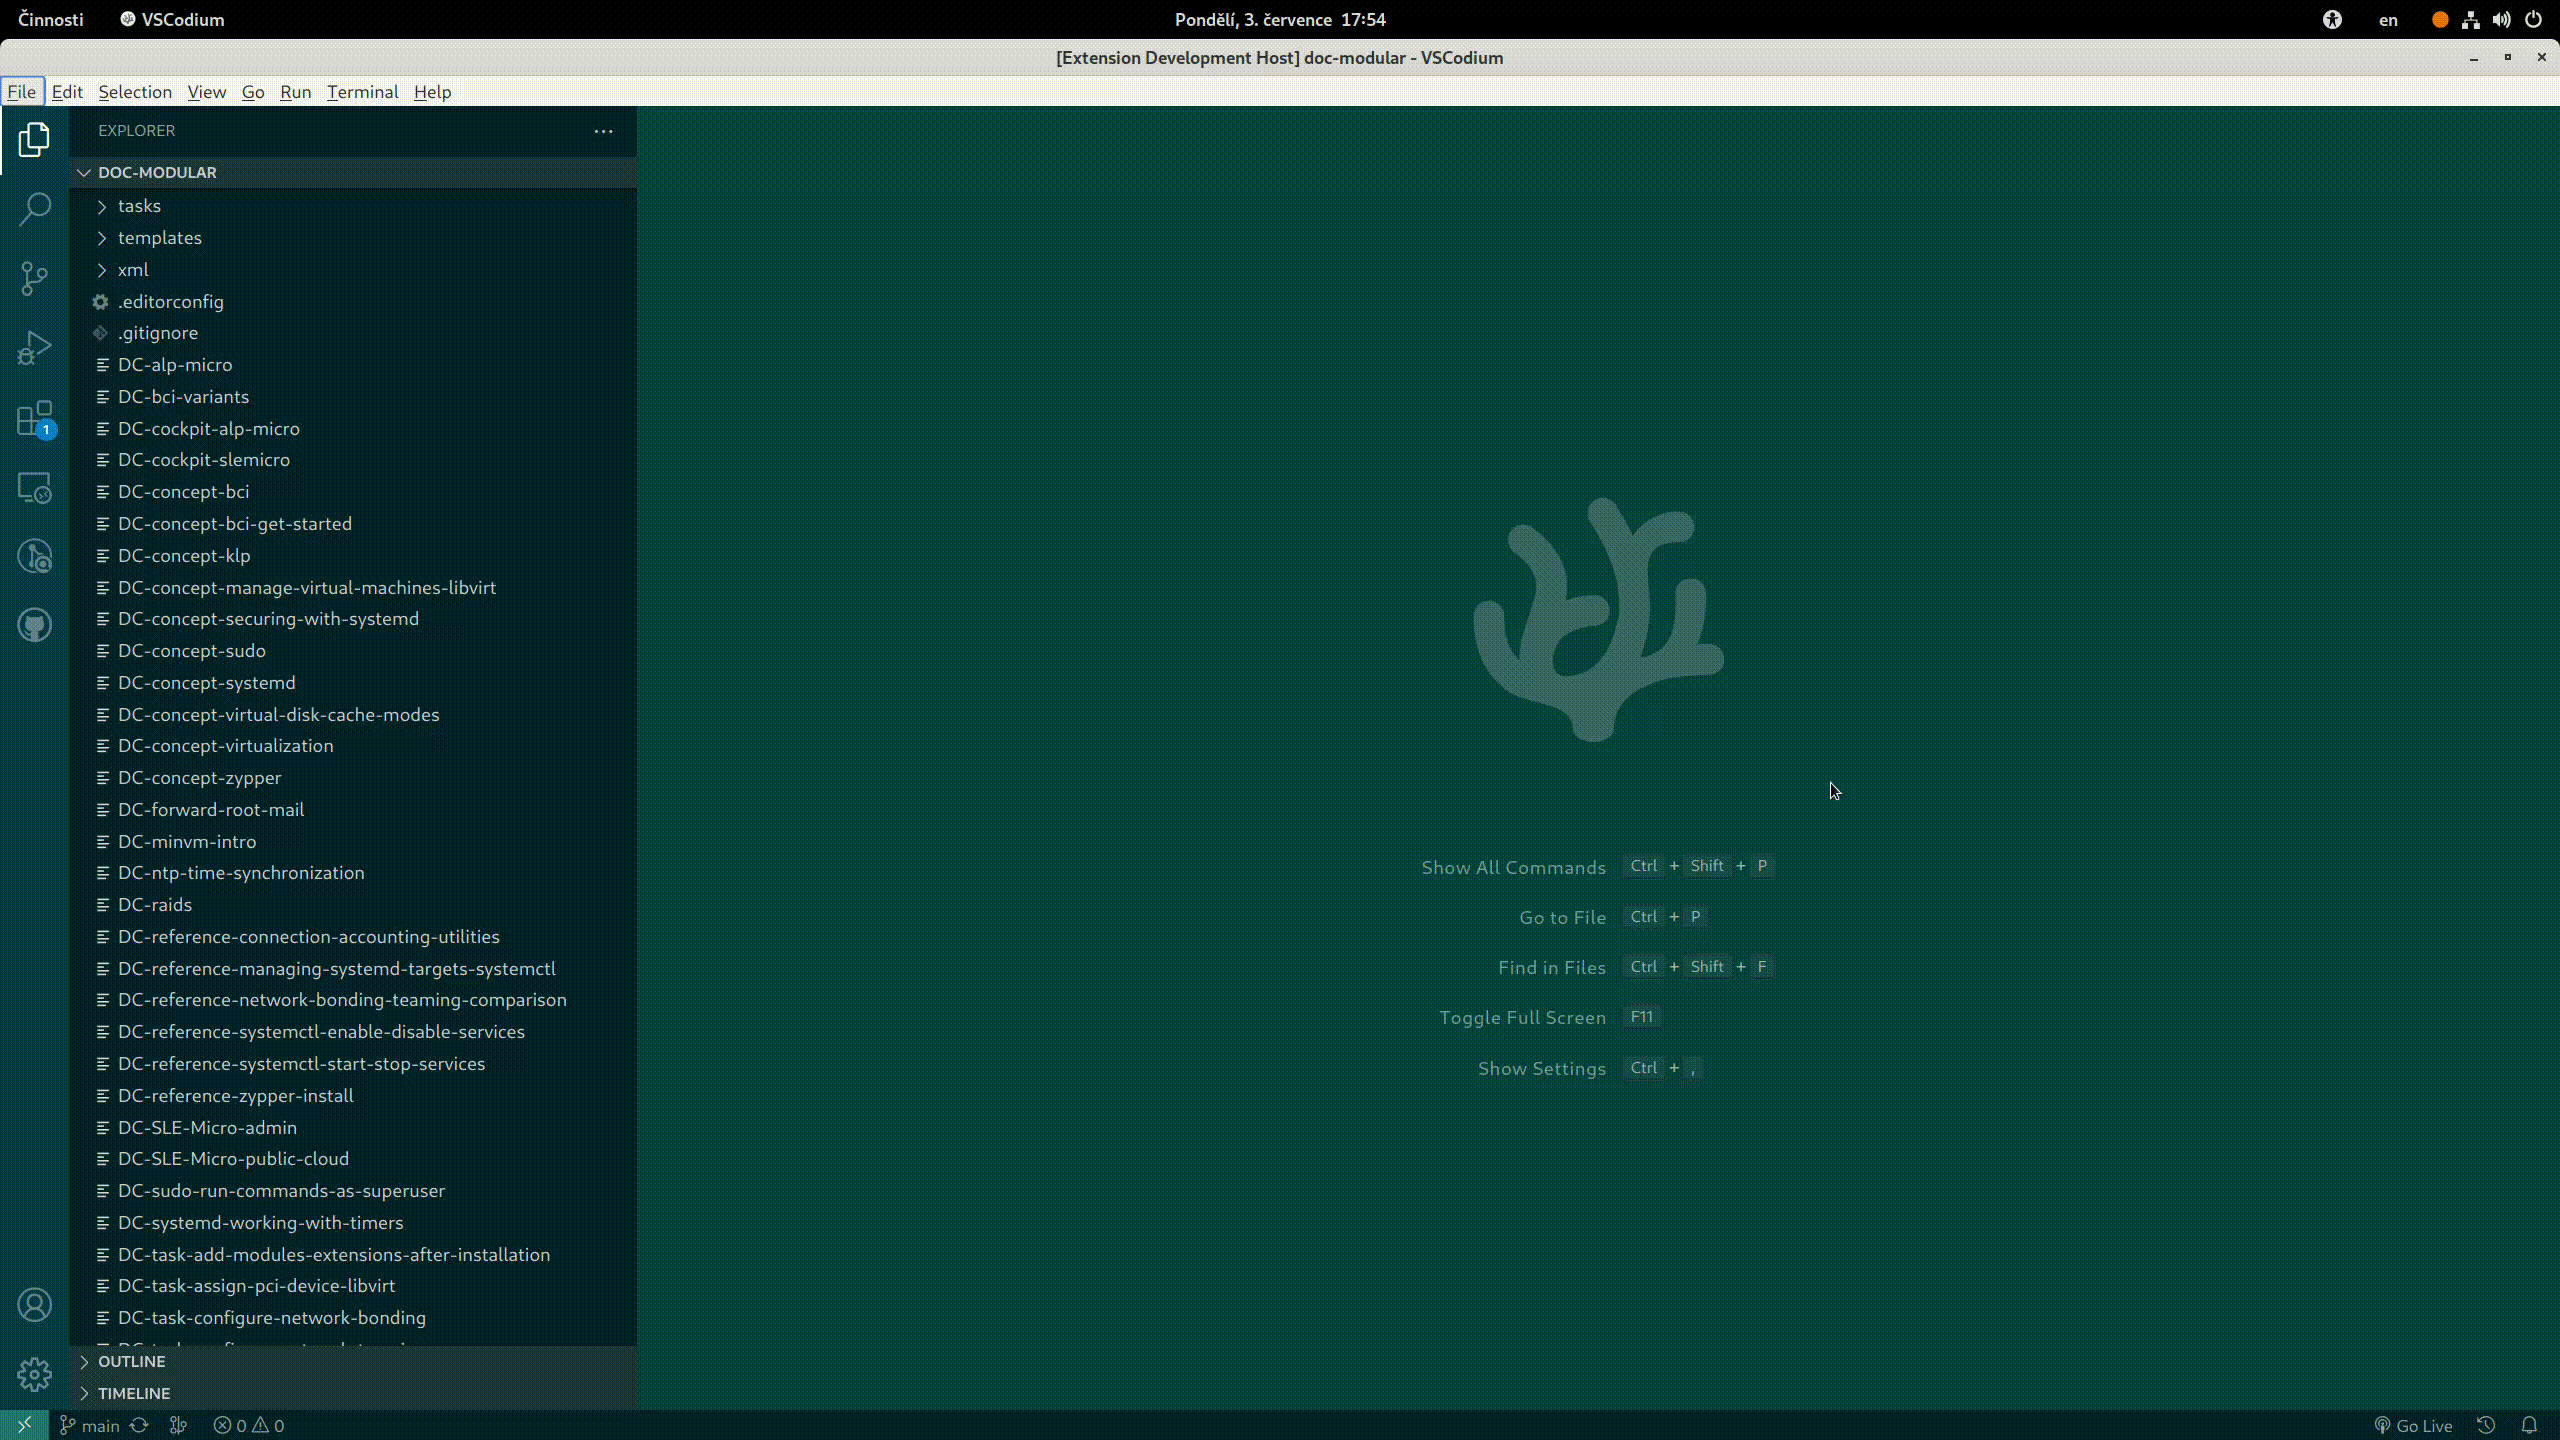 Činnosti VSCodium Pondělí, 3. července 17:54 en
[Extension Development Host] doc-modular - VSCodium
File Edit Selection View Go Run Terminal Help
EXPLORER
DOC-MODULAR
tasks
templates
xml
.editorconfig
.gitignore
DC-alp-micro
DC-bci-variants
1
DC-cockpit-alp-micro
DC-cockpit-slemicro
DC-concept-bci
DC-concept-bci-get-started
DC-concept-klp
DC-concept-manage-virtual-machines-libvirt
DC-concept-securing-with-systemd
DC-concept-sudo
DC-concept-systemd
DC-concept-virtual-disk-cache-modes
DC-concept-virtualization
DC-concept-zypper
DC-forward-root-mail
DC-minvm-intro
DC-ntp-time-synchronization
DC-raids
DC-reference-connection-accounting-utilities
DC-reference-managing-systemd-targets-systemctl
DC-reference-network-bonding-teaming-comparison
DC-reference-systemctl-enable-disable-services
DC-reference-systemctl-start-stop-services
DC-reference-zypper-install
DC-SLE-Micro-admin
DC-SLE-Micro-public-cloud
DC-sudo-run-commands-as-superuser
DC-systemd-working-with-timers
DC-task-add-modules-extensions-after-installation
DC-task-assign-pci-device-libvirt
DC-task-configure-network-bonding
OUTLINE
TIMELINE
Show All Commands Ctrl + Shift + P
Go to File Ctrl + P
Find in Files Ctrl + Shift + F
Toggle Full Screen F11
Show Settings Ctrl + ,
main 0 0 Go Live